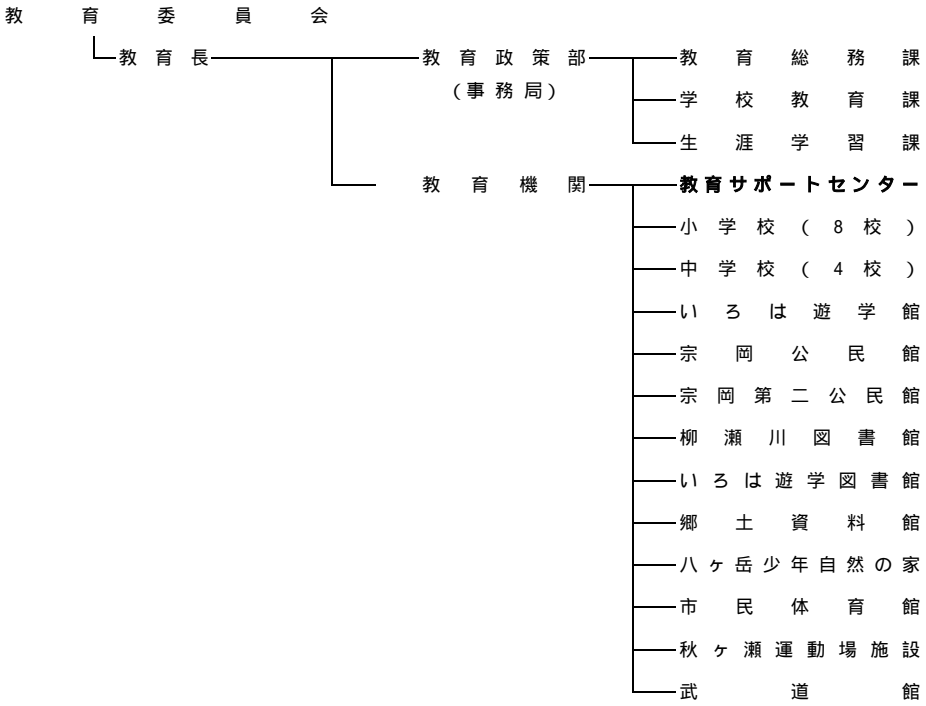 教育委員会
教育長 教育政策部 教育総務課
(事務局) 学校教育課
生涯学習課
教育機関 教育サポートセンター
小学校(8校)
中学校(4校)
いろは遊学館
宗岡公民館
宗岡第二公民館
柳瀬川図書館
いろは遊学図書館
郷土資料館
八ヶ岳少年自然の家
市民体育館
秋ヶ瀬運動場施設
武道館